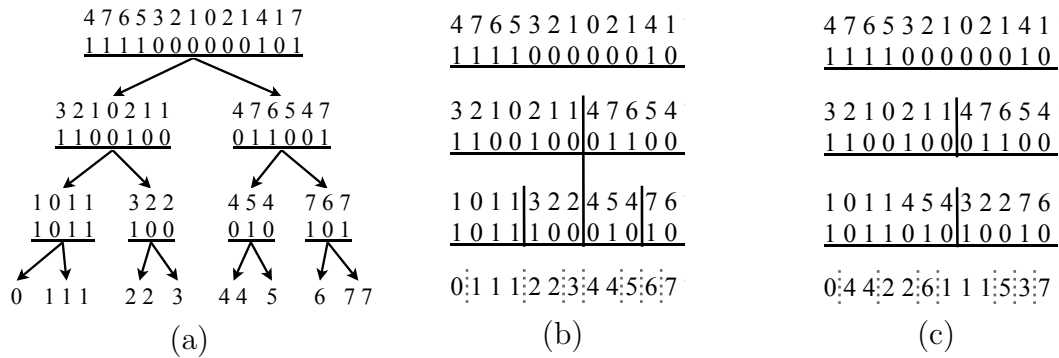 4 7 6 5 3 2 1 0 2 1 4 1 7
1 1 1 1 0 0 0 0 0 0 1 0 1
3 2 1 0 2 1 1
1 1 0 0 1 0 0
4 7 6 5 4 7
0 1 1 0 0 1
1 0 1 1
1 0 1 1
3 2 2
1 0 0
4 5 4
0 1 0
7 6 7
1 0 1
0 1 1 1 2 2 3 4 4 5 6 7 7
(a)
4 7 6 5 3 2 1 0 2 1 4 1
1 1 1 1 0 0 0 0 0 0 1 0
3 2 1 0 2 1 1 4 7 6 5 4
1 1 0 0 1 0 0 0 1 1 0 0
1 0 1 1 3 2 2 4 5 4 7 6
1 0 1 1 1 0 0 0 1 0 1 0
0 1 1 1 2 2 3 4 4 5 6 7
(b)
4 7 6 5 3 2 1 0 2 1 4 1
1 1 1 1 0 0 0 0 0 0 1 0
3 2 1 0 2 1 1 4 7 6 5 4
1 1 0 0 1 0 0 0 1 1 0 0
1 0 1 1 4 5 4 3 2 2 7 6
1 0 1 1 0 1 0 1 0 0 1 0
0 4 4 2 2 6 1 1 1 5 3 7
(c)